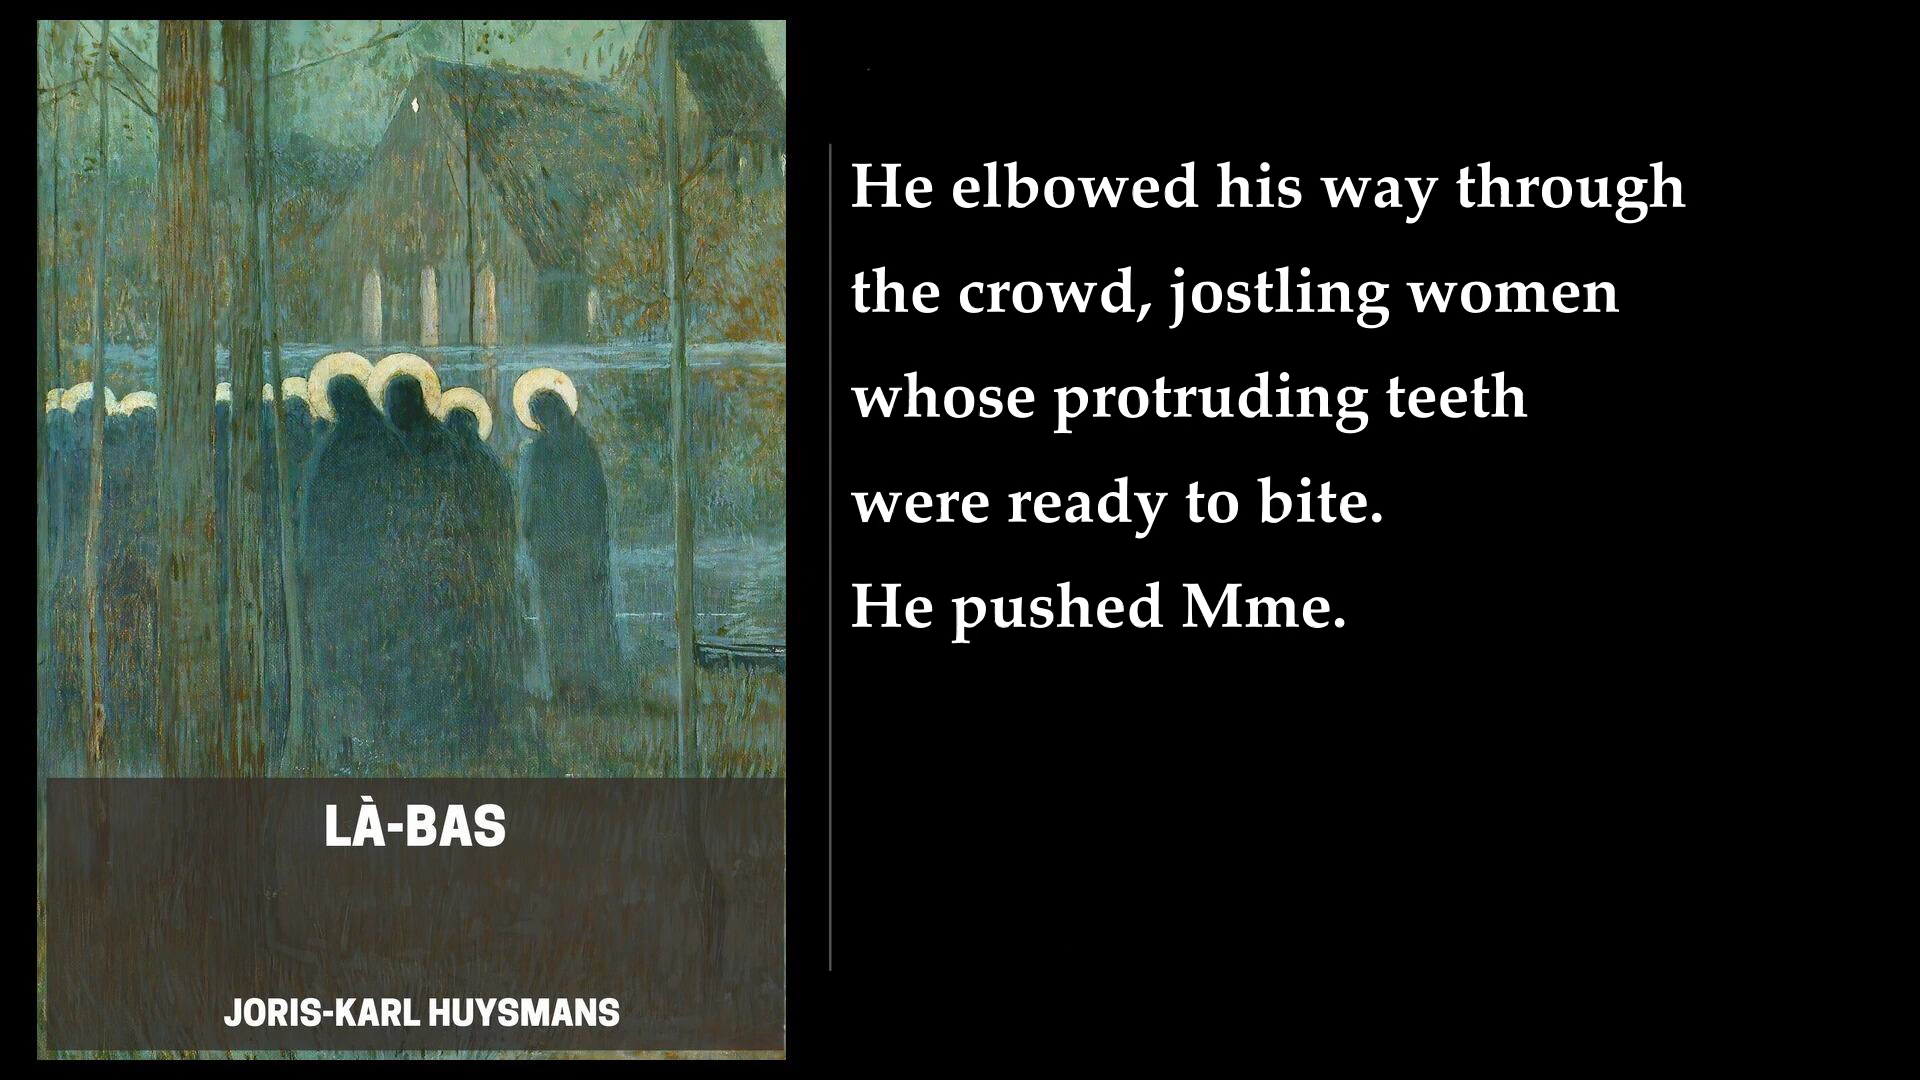 LÀ-BAS
JORIS-KARL HUYSMANS
He elbowed his way through
the crowd, jostling women
whose protruding teeth
were ready to bite.
He pushed Mme.